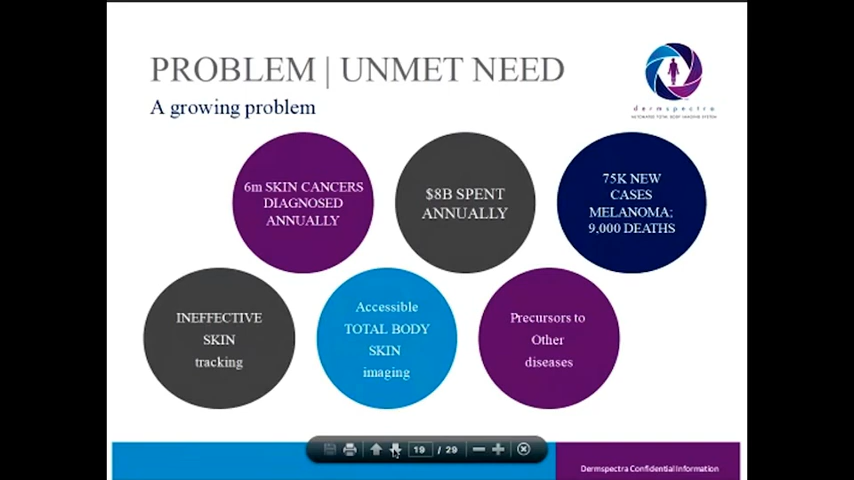 PROBLEM | UNMET NEED
A growing problem
dermspectra
AUTOMATED TOTAL BODY IMAGING SYSTEM
6m SKIN CANCERS
DIAGNOSED
ANNUALLY
$8B SPENT
ANNUALLY
75K NEW
CASES
MELANOMA;
9,000 DEATHS
INEFFECTIVE
SKIN
tracking
Accessible
TOTAL BODY
SKIN
imaging
Precursors to
Other
diseases
19 / 29
Dermspectra Confidential Information